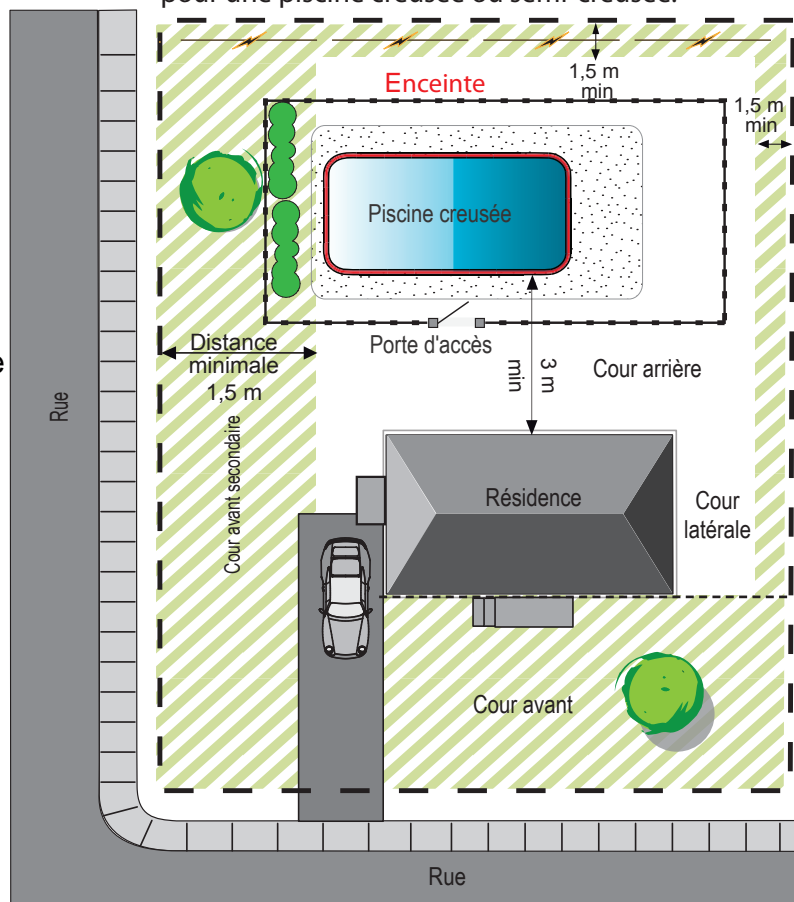 pour une piscine creusée ou semi-creusée.
1,5 m
min
Enceinte
1,5 m
min
Piscine creusée
Distance
minimale
1,5 m
Porte d'accès
3 m
min
Cour arrière
Rue
Cour avant secondaire
Résidence
Cour
latérale
Cour avant
Rue